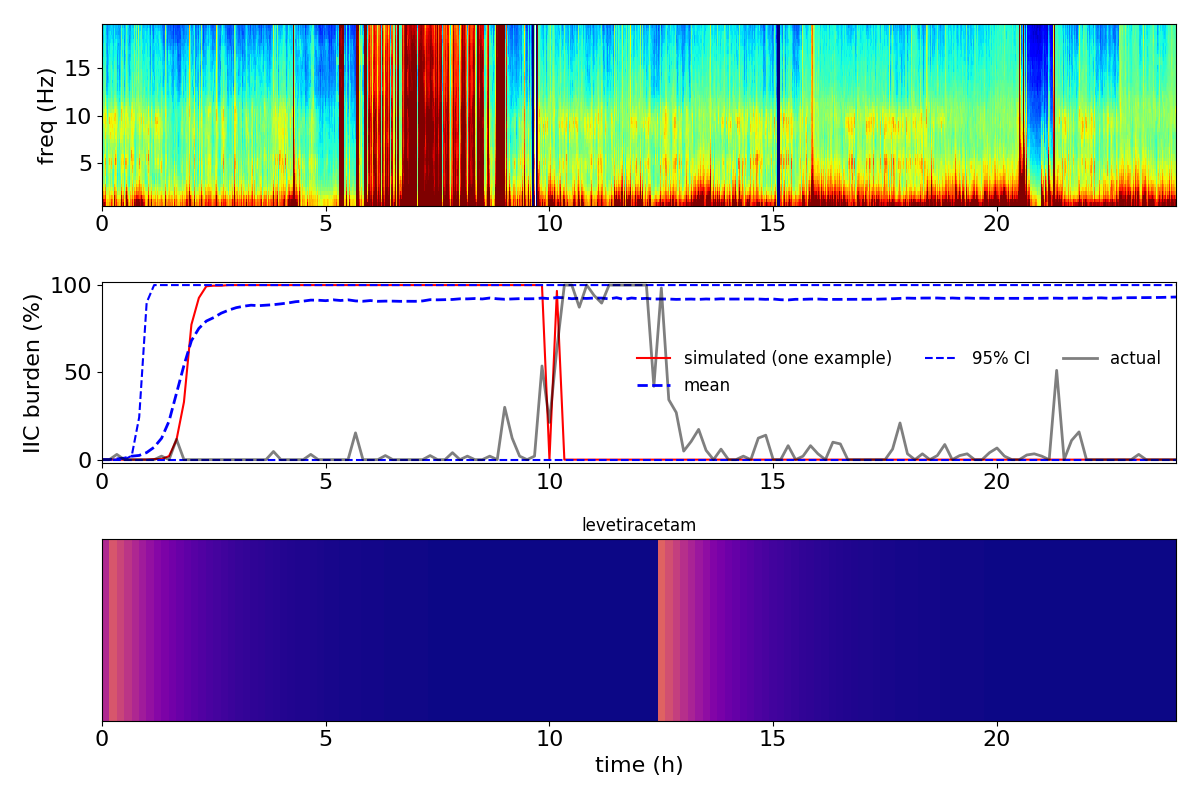 freq (Hz)
15
10
5
0 5 10 15 20
IIC burden (%)
100
50
0
simulated (one example) 95% CI actual
mean
0 5 10 15 20
levetiracetam
0 5 10 15 20
time (h)